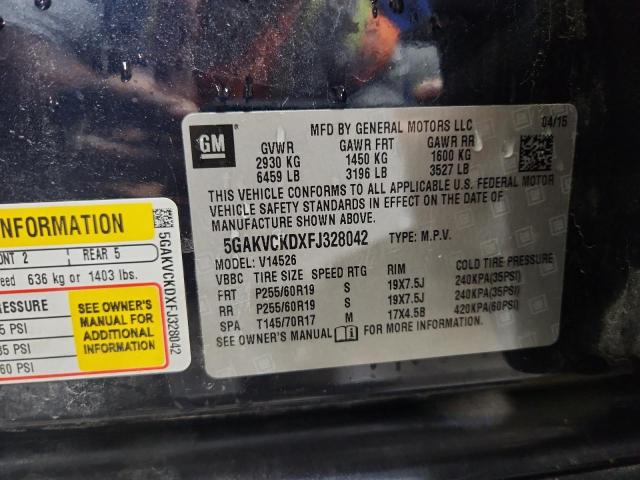 GM
MFD BY GENERAL MOTORS LLC 04/15
GVWR GAWR FRT GAWR RR
2930 KG 1450 KG 1600 KG
6459 LB 3196 LB 3527 LB
THIS VEHICLE CONFORMS TO ALL APPLICABLE U.S. FEDERAL MOTOR
VEHICLE SAFETY STANDARDS IN EFFECT ON THE DATE OF
MANUFACTURE SHOWN ABOVE.
5GAKVCKDXFJ328042 TYPE: M.P.V.
MODEL: V14526
VBBC TIRE SIZE SPEED RTG RIM COLD TIRE PRESSURE
FRT P255/60R19 S 19X7.5J 240KPA(35PSI)
RR P255/60R19 S 19X7.5J 240KPA(35PSI)
SPA T145/70R17 M 17X4.5B 420KPA(60PSI)
SEE OWNER'S MANUAL FOR MORE INFORMATION.
INFORMATION
ONT 2 REAR 5
speed 636 kg or 1403 lbs.
ESSURE
5 PSI
35 PSI
60 PSI
SEE OWNER'S
MANUAL FOR
ADDITIONAL
INFORMATION
5GAKVCKDXFJ328042